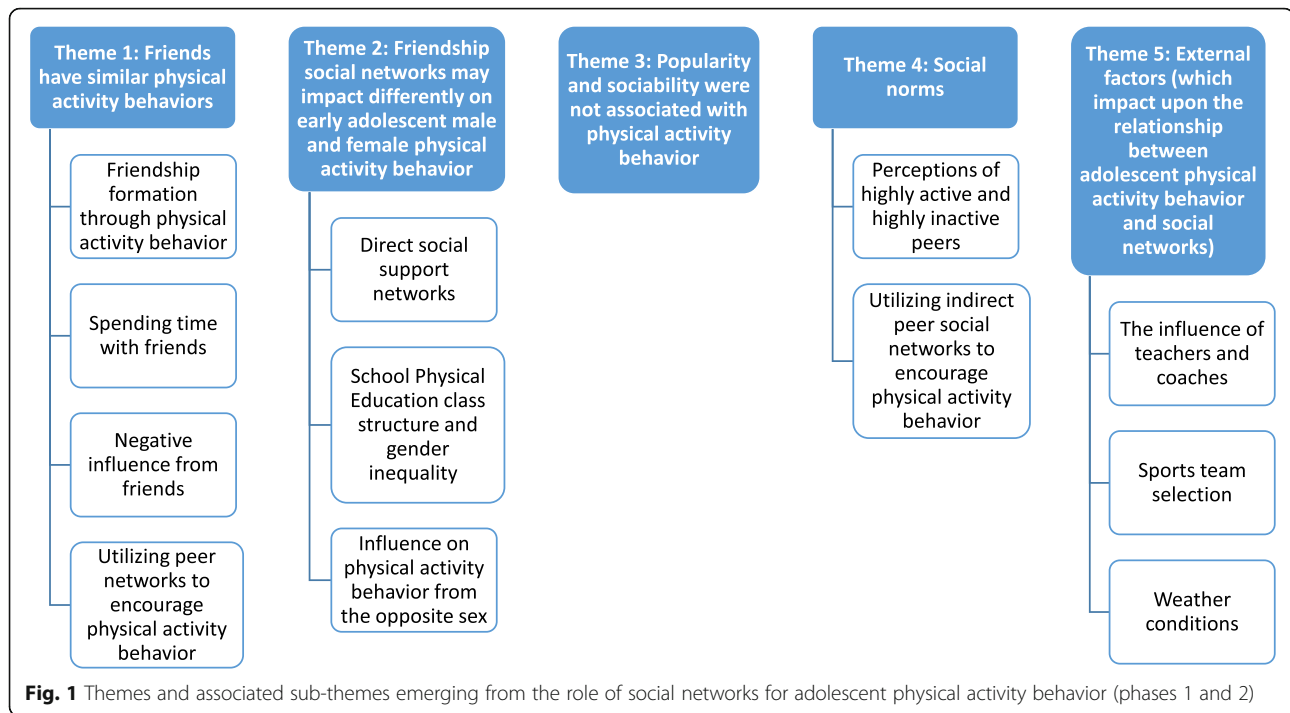 Theme 1: Friends
have similar physical
activity behaviors
Friendship
formation
through physical
activity behavior
Spending time
with friends
Negative
influence from
friends
Utilizing peer
networks to
encourage
physical activity
behavior
Theme 2: Friendship
social networks may
impact differently on
early adolescent male
and female physical
activity behavior
Direct social
support
networks
School Physical
Education class
structure and
gender
inequality
Influence on
physical activity
behavior from
the opposite sex
Theme 3: Popularity
and sociability were
not associated with
physical activity
behavior
Theme 4: Social
norms
Perceptions of
highly active and
highly inactive
peers
Utilizing indirect
peer social
networks to
encourage
physical activity
behavior
Theme 5: External
factors (which
impact upon the
relationship
between
adolescent physical
activity behavior
and social
networks)
The influence of
teachers and
coaches
Sports team
selection
Weather
conditions
Fig. 1 Themes and associated sub-themes emerging from the role of social networks for adolescent physical activity behavior (phases 1 and 2)